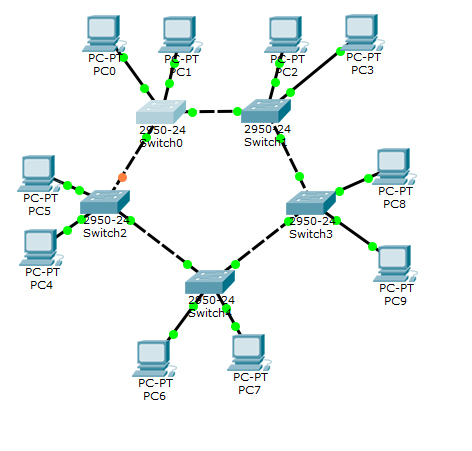 PC-PT
PC0
PC-PT
PC1
PC-PT
PC2
PC-PT
PC3
2950-24
Switch0
2950-24
PC-PT
PC5
PC-PT
PC4
2950-24
Switch2
2950-24
Switch3
PC-PT
PC8
PC-PT
PC9
2950-24
PC-PT
PC6
PC-PT
PC7